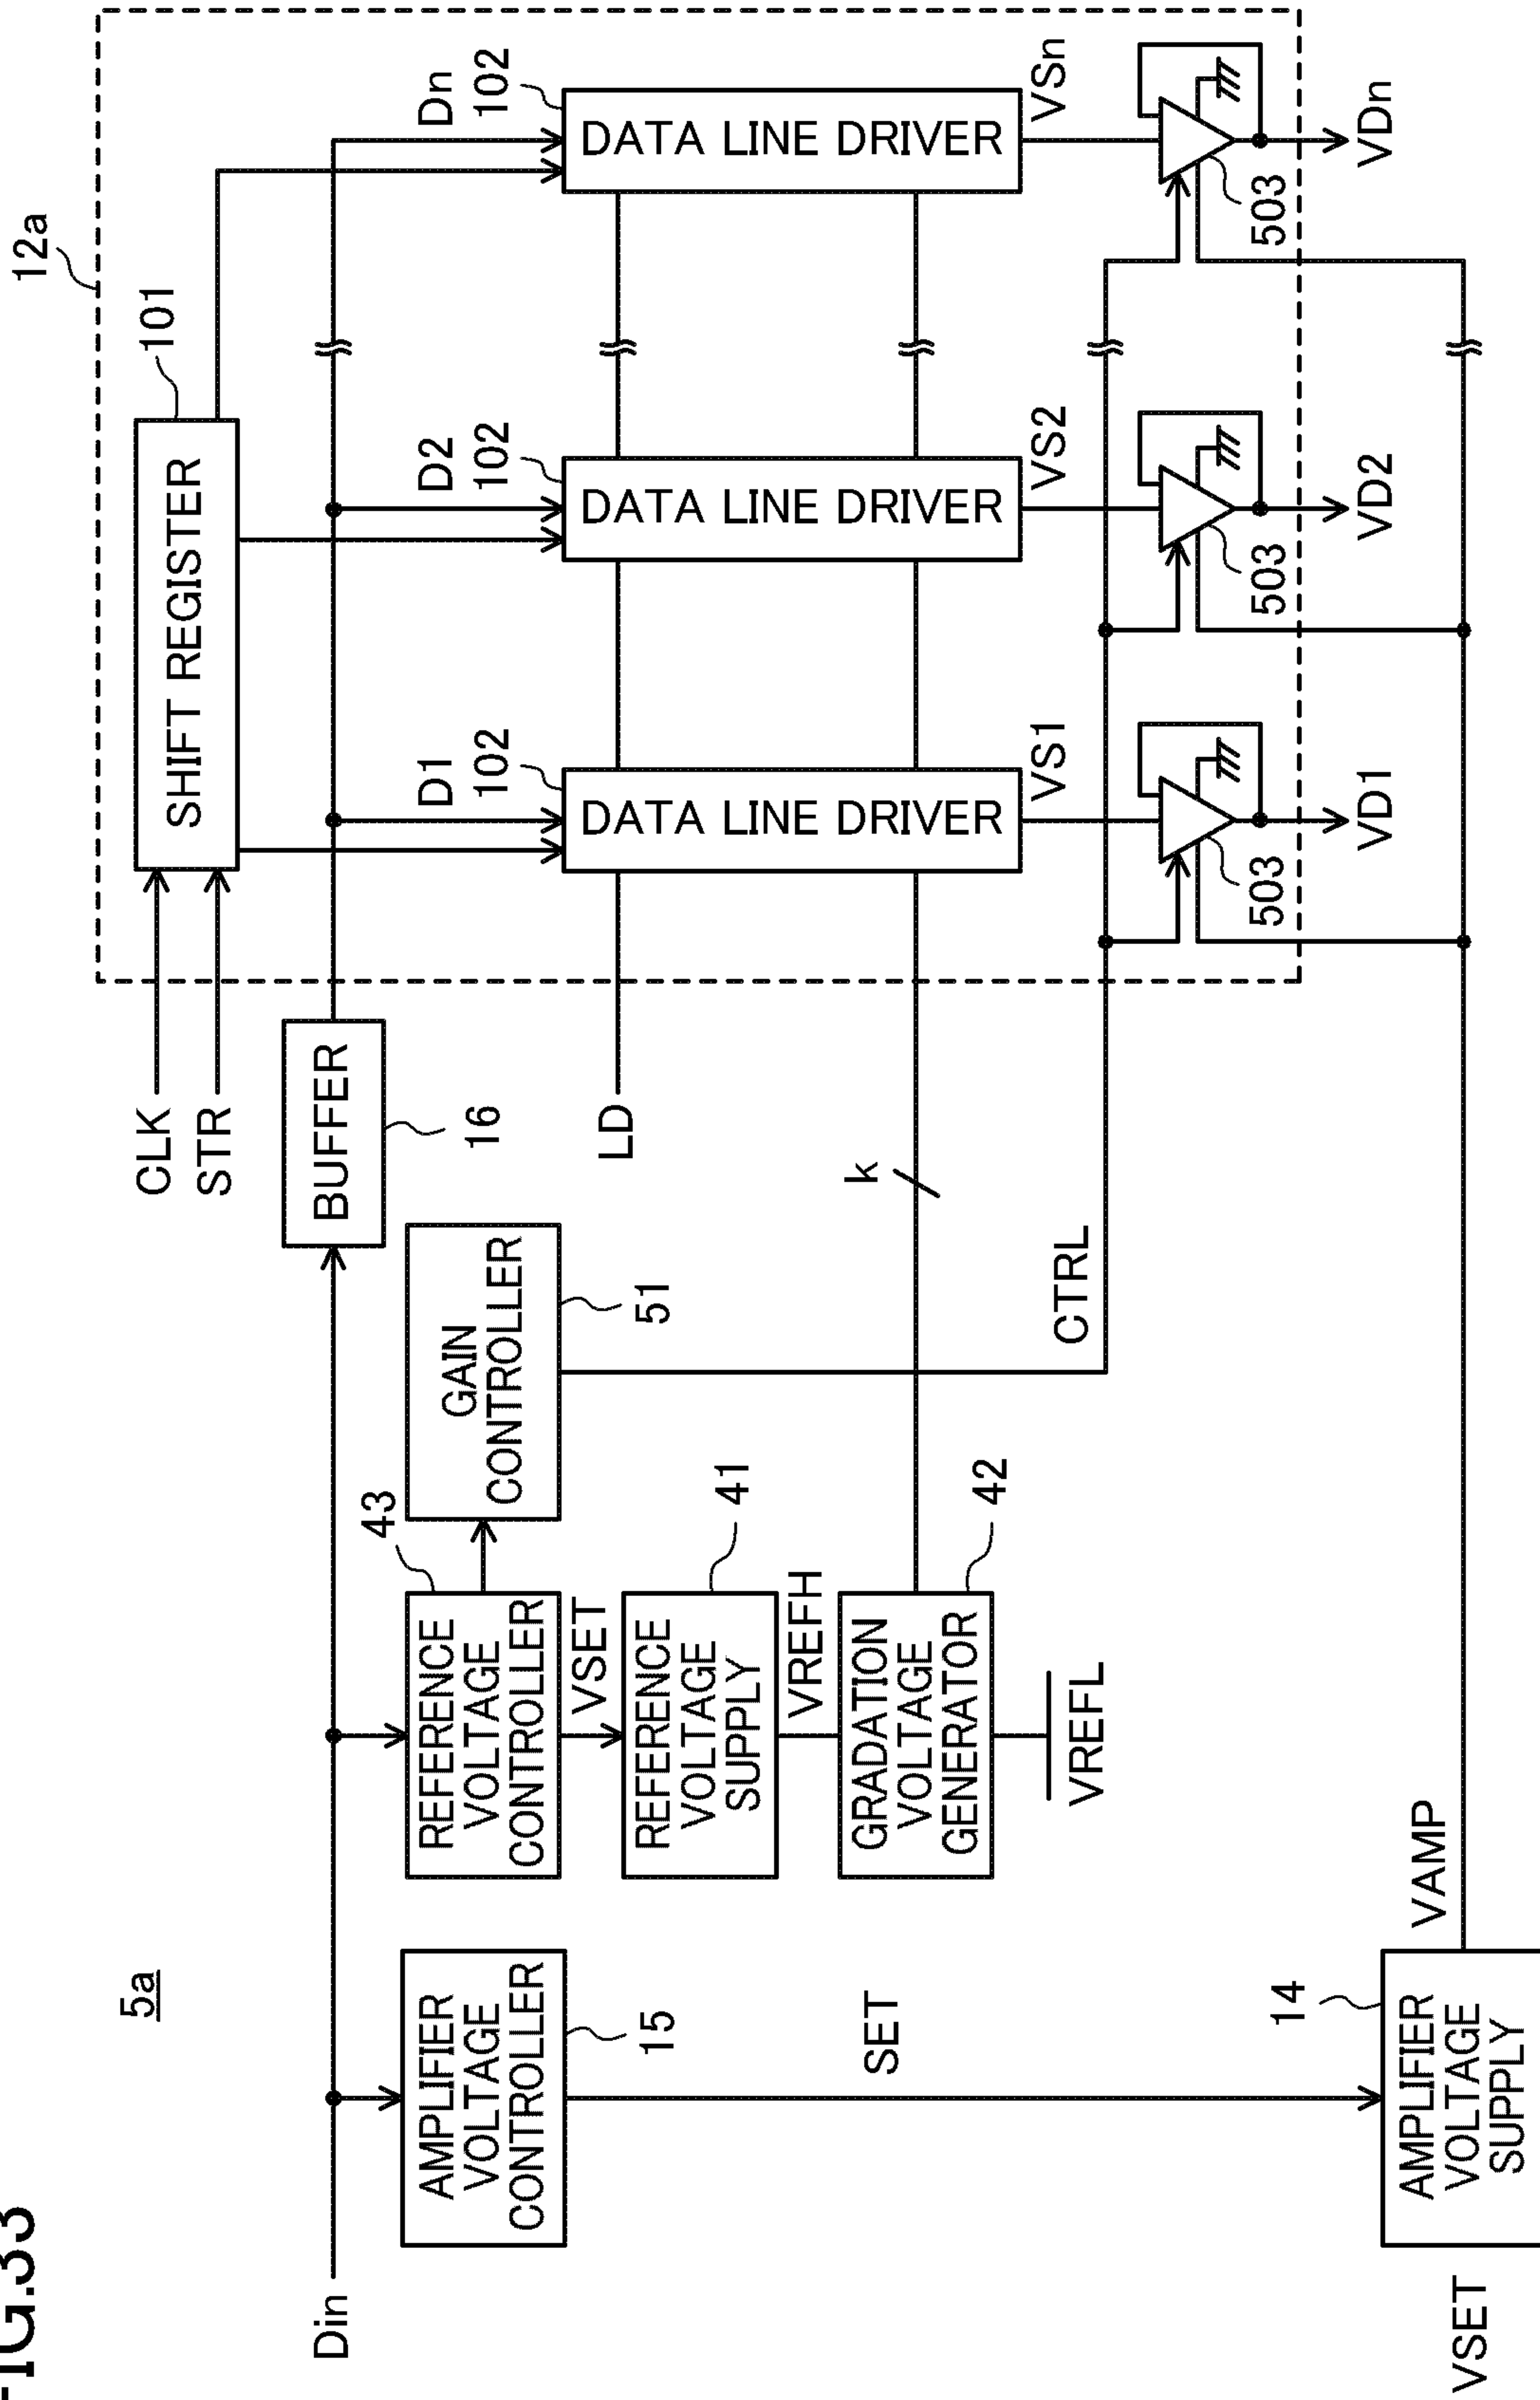 FIG.33
5a
12a
CLK
STR
SHIFT REGISTER
101
Din
BUFFER
16
AMPLIFIER
VOLTAGE
CONTROLLER
15
REFERENCE
VOLTAGE
CONTROLLER
43
GAIN
CONTROLLER
51
D1
102
D2
102
Dn
102
VSET
REFERENCE
VOLTAGE
SUPPLY
41
LD
DATA LINE DRIVER
DATA LINE DRIVER
DATA LINE DRIVER
VREFH
GRADATION
VOLTAGE
GENERATOR
42
k
SET
VREFL
CTRL
VS1
VS2
VSn
503
503
503
VD1
VD2
VDn
14
VAMP
AMPLIFIER
VOLTAGE
SUPPLY
VSET